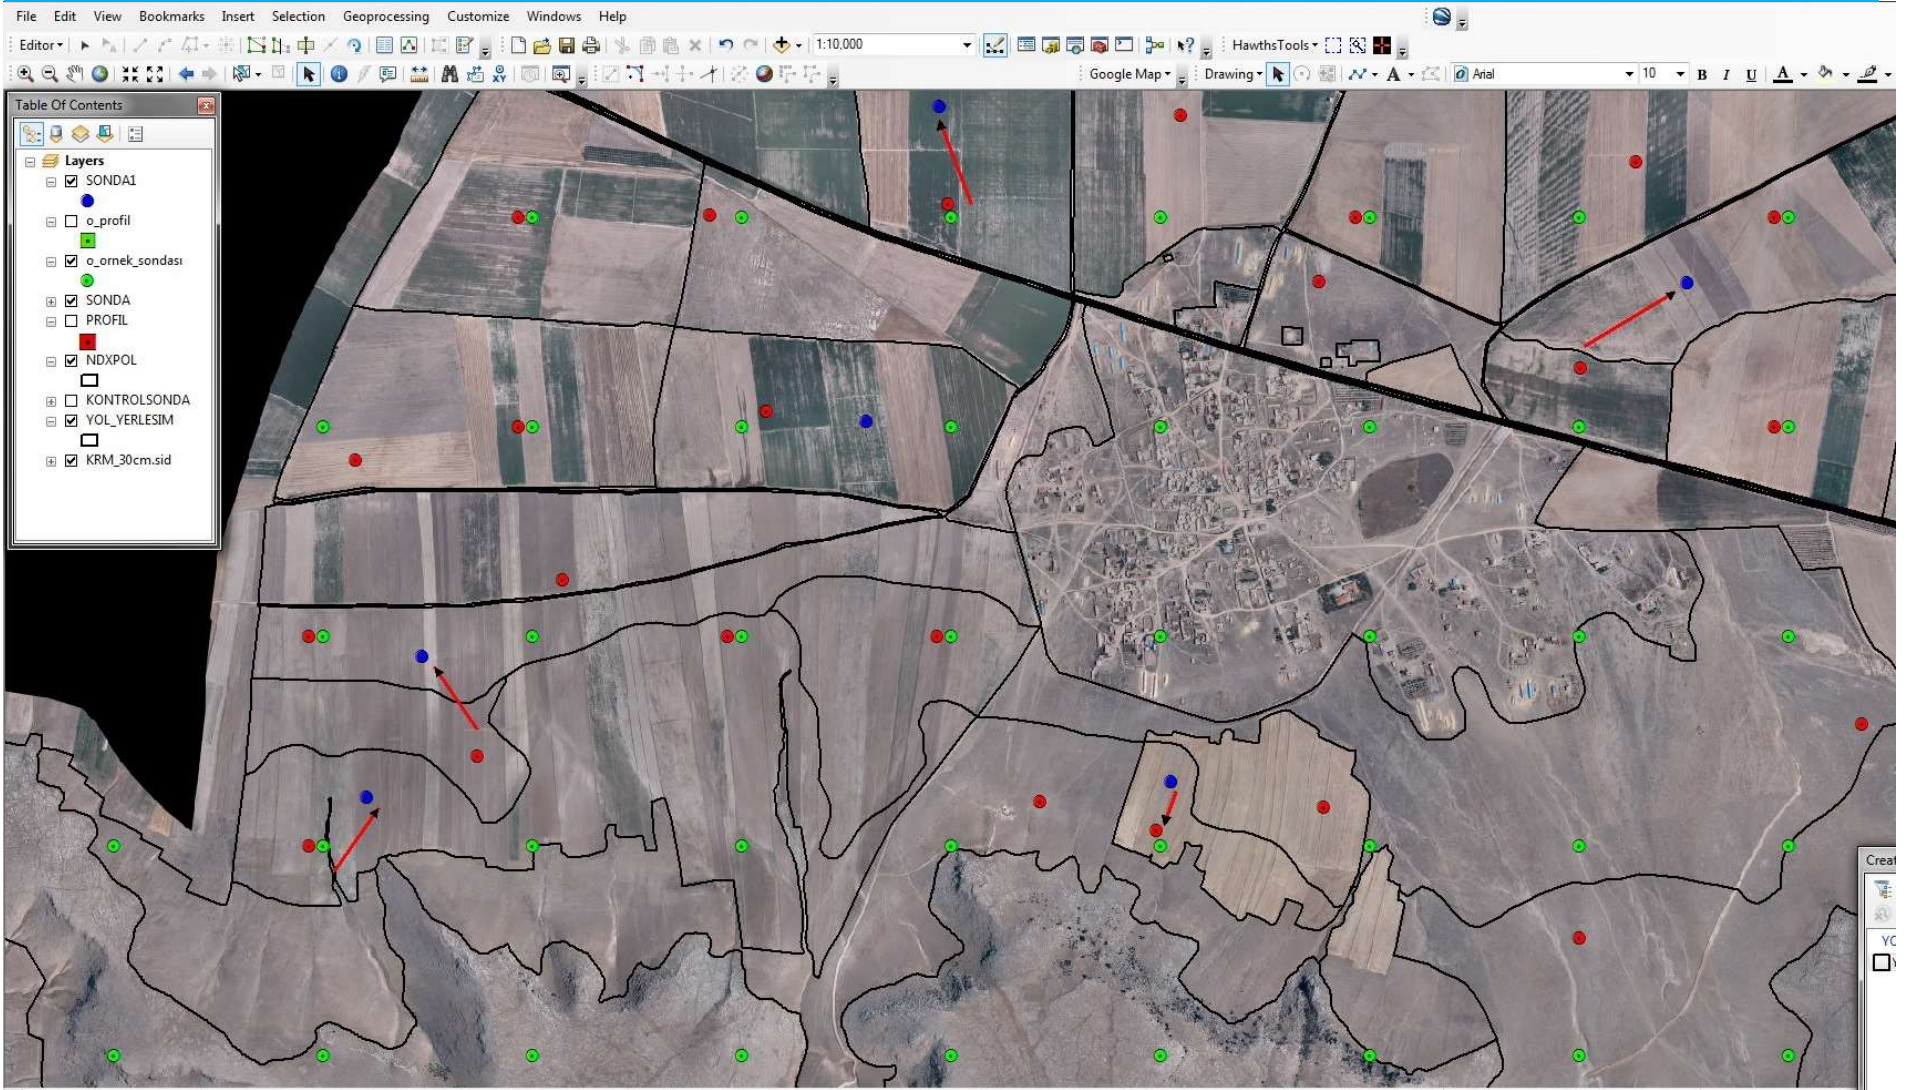 File Edit View Bookmarks Insert Selection Geoprocessing Customize Windows Help
Editor 1:10,000 HawthsTools
Google Map Drawing Arial 10 B I U A
Table Of Contents
Layers
SONDA1
o_profil
o_ornek_sondası
SONDA
PROFIL
NDXPOL
KONTROLSONDA
YOL_YERLESIM
KRM_30cm.sid
Creat